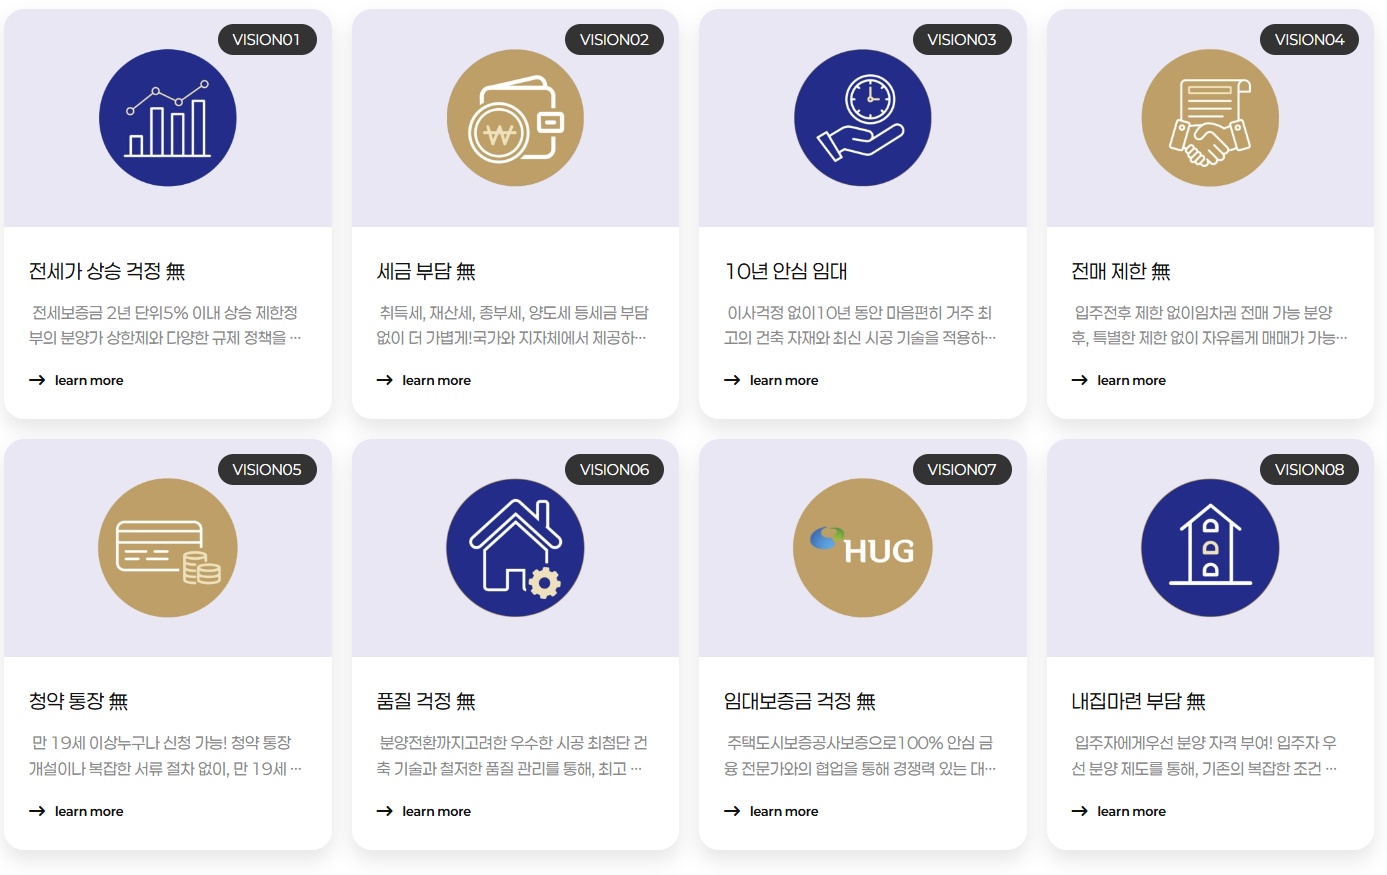 VISION01
전세가 상승 걱정 無
전세보증금 2년 단위5% 이내 상승 제한정
부의 분양가 상한제와 다양한 규제 정책을 ···
→ learn more
VISION02
세금 부담 無
취득세, 재산세, 종부세, 양도세 등세금 부담
없이 더 가볍게!국가와 지자체에서 제공하···
→ learn more
VISION03
10년 안심 임대
이사걱정 없이10년 동안 마음편히 거주 최
고의 건축 자재와 최신 시공 기술을 적용하···
→ learn more
VISION04
전매 제한 無
입주전후 제한 없이임차권 전매 가능 분양
후, 특별한 제한 없이 자유롭게 매매가 가능···
→ learn more
VISION05
청약 통장 無
만 19세 이상누구나 신청 가능! 청약 통장
개설이나 복잡한 서류 절차 없이, 만 19세 ···
→ learn more
VISION06
품질 걱정 無
분양전환까지고려한 우수한 시공 최첨단 건
축 기술과 철저한 품질 관리를 통해, 최고 ···
→ learn more
VISION07
HUG
임대보증금 걱정 無
주택도시보증공사보증으로100% 안심 금
융 전문가와의 협업을 통해 경쟁력 있는 대···
→ learn more
VISION08
내집마련 부담 無
입주자에게우선 분양 자격 부여! 입주자 우
선 분양 제도를 통해, 기존의 복잡한 조건 ···
→ learn more